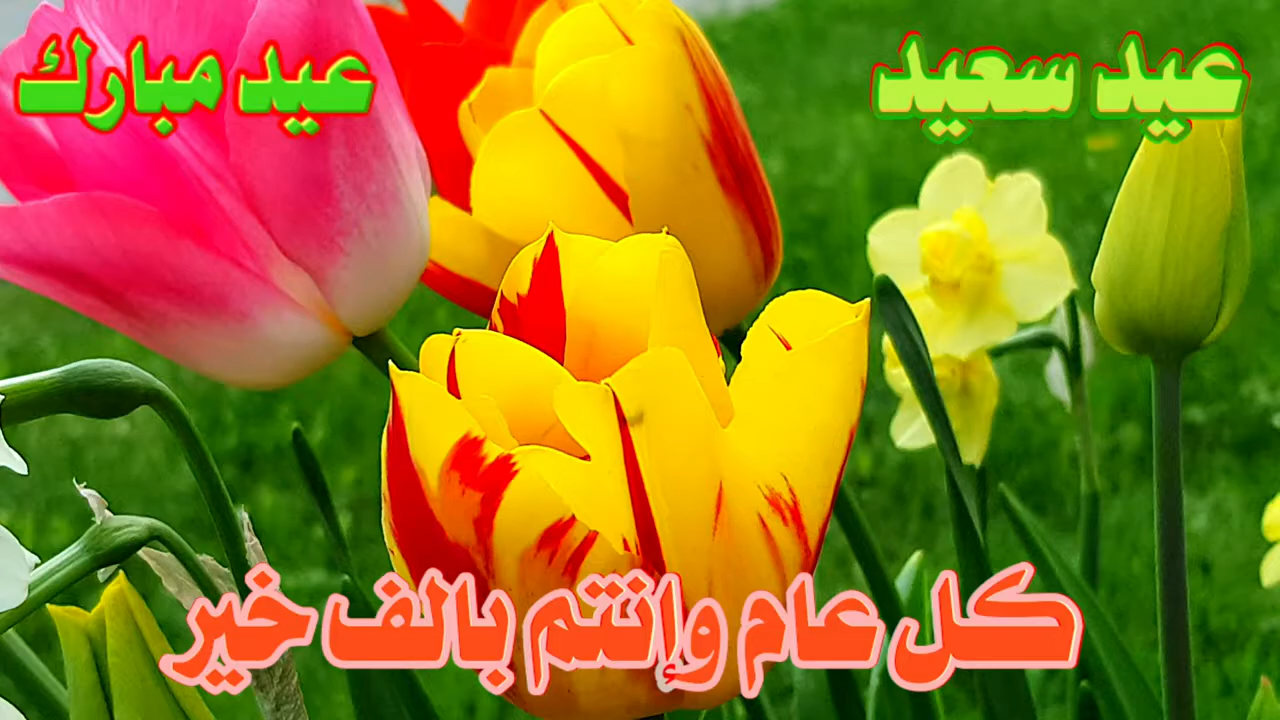 عيد سعيد
عيد مبارك
كل عام وإنتم بالف خير